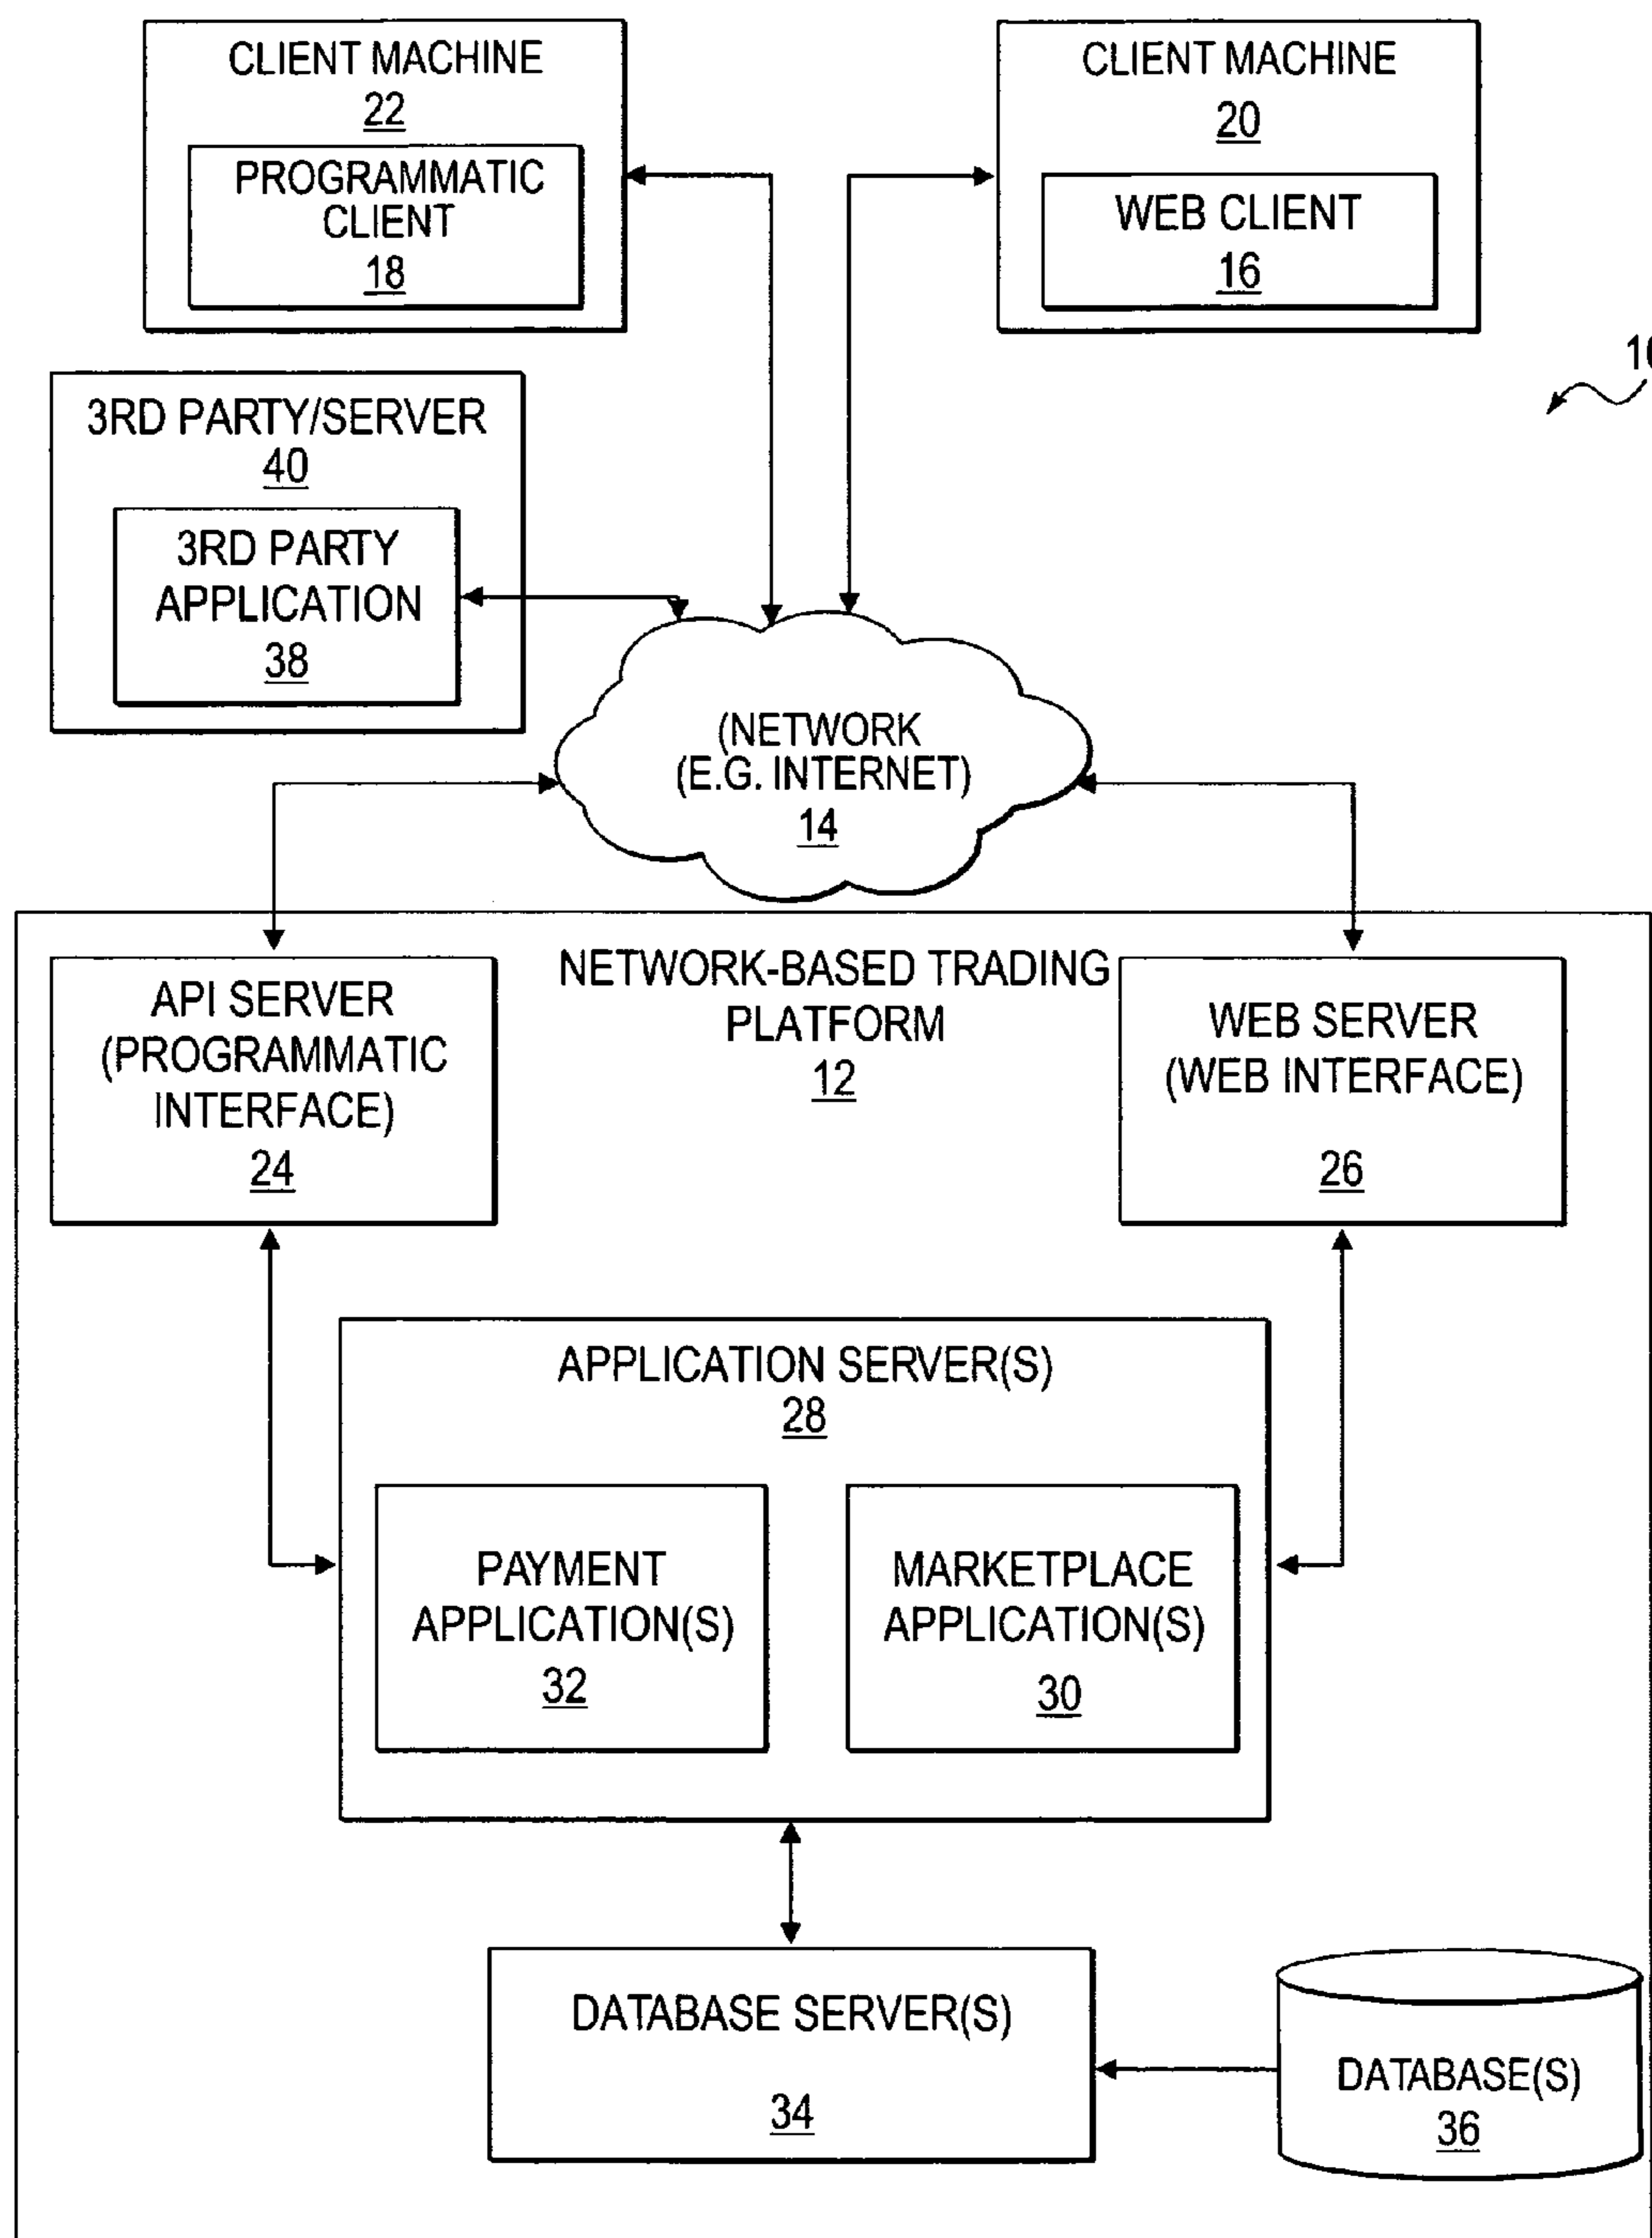 CLIENT MACHINE
22
PROGRAMMATIC
CLIENT
18
CLIENT MACHINE
20
WEB CLIENT
16
3RD PARTY/SERVER
40
3RD PARTY
APPLICATION
38
(NETWORK
(E.G. INTERNET)
14
NETWORK-BASED TRADING
PLATFORM
12
API SERVER
(PROGRAMMATIC
INTERFACE)
24
WEB SERVER
(WEB INTERFACE)
26
APPLICATION SERVER(S)
28
PAYMENT
APPLICATION(S)
32
MARKETPLACE
APPLICATION(S)
30
DATABASE SERVER(S)
34
DATABASE(S)
36